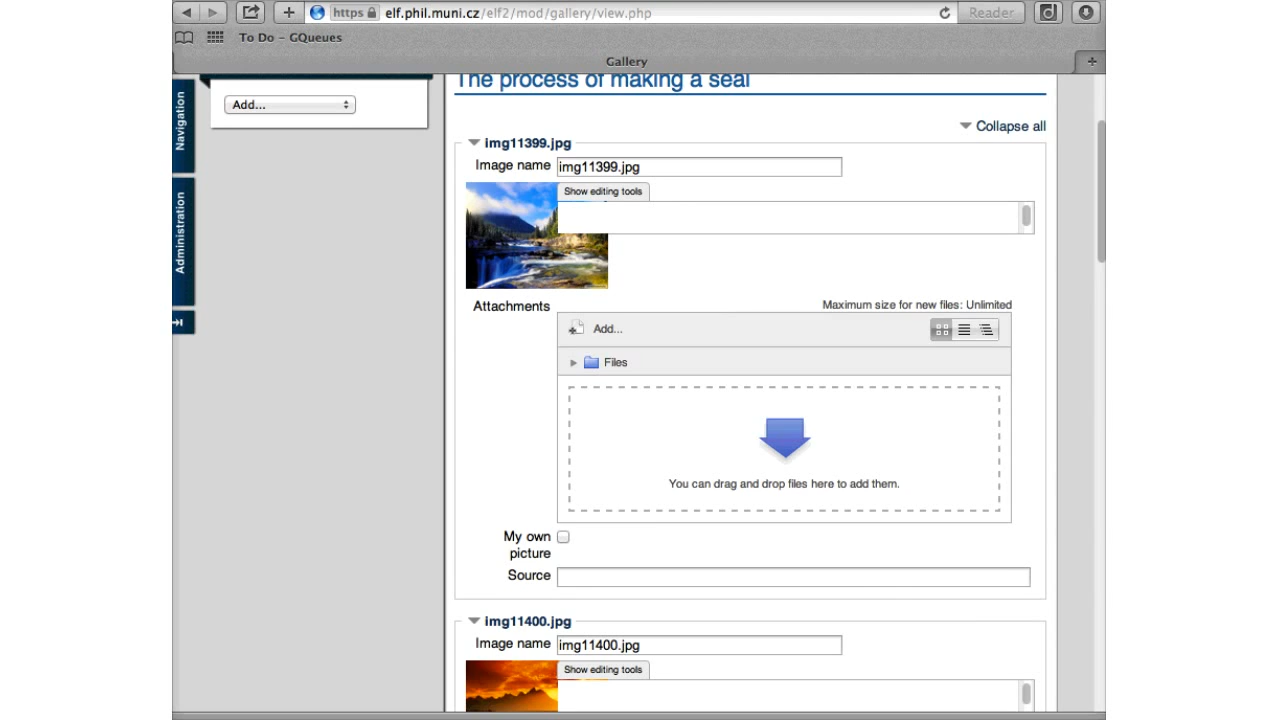 https elf.phil.muni.cz/elf2/mod/gallery/view.php
Reader
To Do – GQueues
Gallery
Navigation
Administration
Add...
The process of making a seal
Collapse all
img11399.jpg
Image name img11399.jpg
Show editing tools
Attachments
Maximum size for new files: Unlimited
Add...
Files
You can drag and drop files here to add them.
My own
picture
Source
img11400.jpg
Image name img11400.jpg
Show editing tools